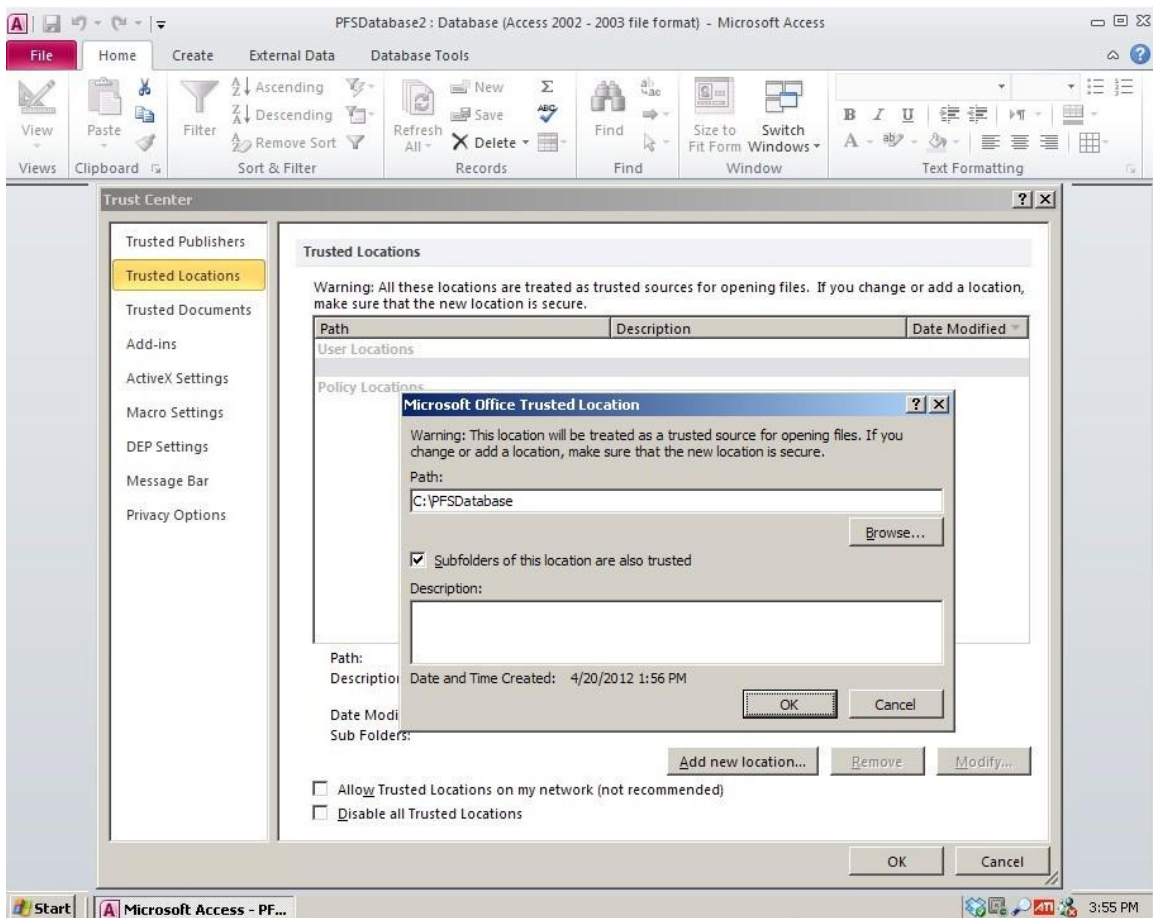 PFSDatabase2 : Database (Access 2002 - 2003 file format) - Microsoft Access
File Home Create External Data Database Tools
View
Paste
Filter
Ascending
Descending
Remove Sort
Refresh All
New
Save
Delete
Σ
ABC
Find
ab ac
Size to Fit Form
Switch Windows
B I U
A ab
Views Clipboard Sort & Filter Records Find Window Text Formatting
Trust Center
Trusted Publishers
Trusted Locations
Trusted Documents
Add-ins
ActiveX Settings
Macro Settings
DEP Settings
Message Bar
Privacy Options
Trusted Locations
Warning: All these locations are treated as trusted sources for opening files. If you change or add a location,
make sure that the new location is secure.
Path Description Date Modified
User Locations
Policy Locations
Microsoft Office Trusted Location
Warning: This location will be treated as a trusted source for opening files. If you
change or add a location, make sure that the new location is secure.
Path:
C:\PFSDatabase
Browse...
Subfolders of this location are also trusted
Description:
Date and Time Created: 4/20/2012 1:56 PM
OK Cancel
Path:
Descriptio
Date Modi
Sub Folders:
Add new location... Remove Modify...
Allow Trusted Locations on my network (not recommended)
Disable all Trusted Locations
OK Cancel
Start Microsoft Access - PF... ATI 3:55 PM